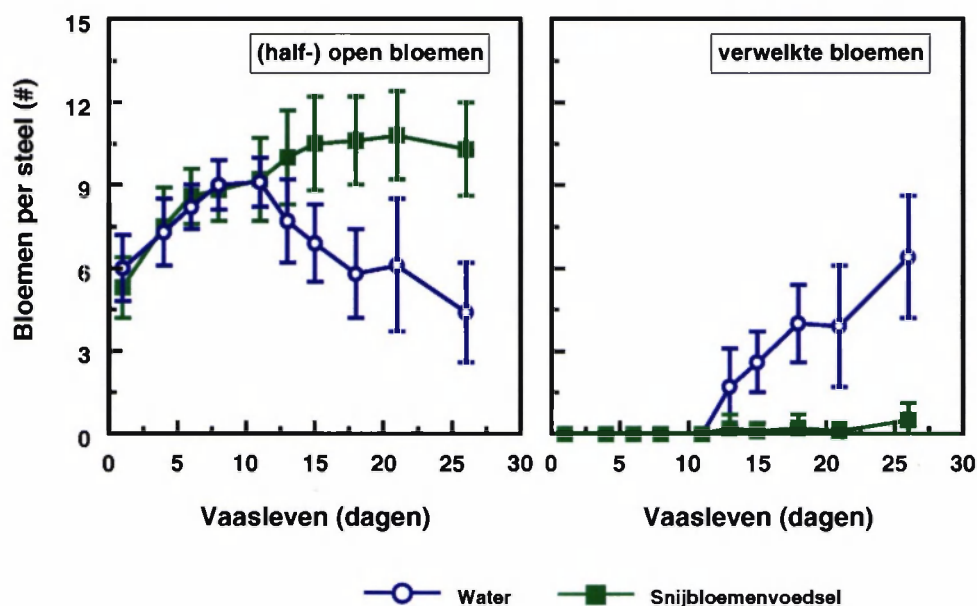 (half-) open bloemen
verwelkte bloemen
Bloemen per steel (#)
15
12
9
6
3
0
0 5 10 15 20 25 30
0 5 10 15 20 25 30
Vaasleven (dagen)
Vaasleven (dagen)
Water
Snijbloemenvoedsel